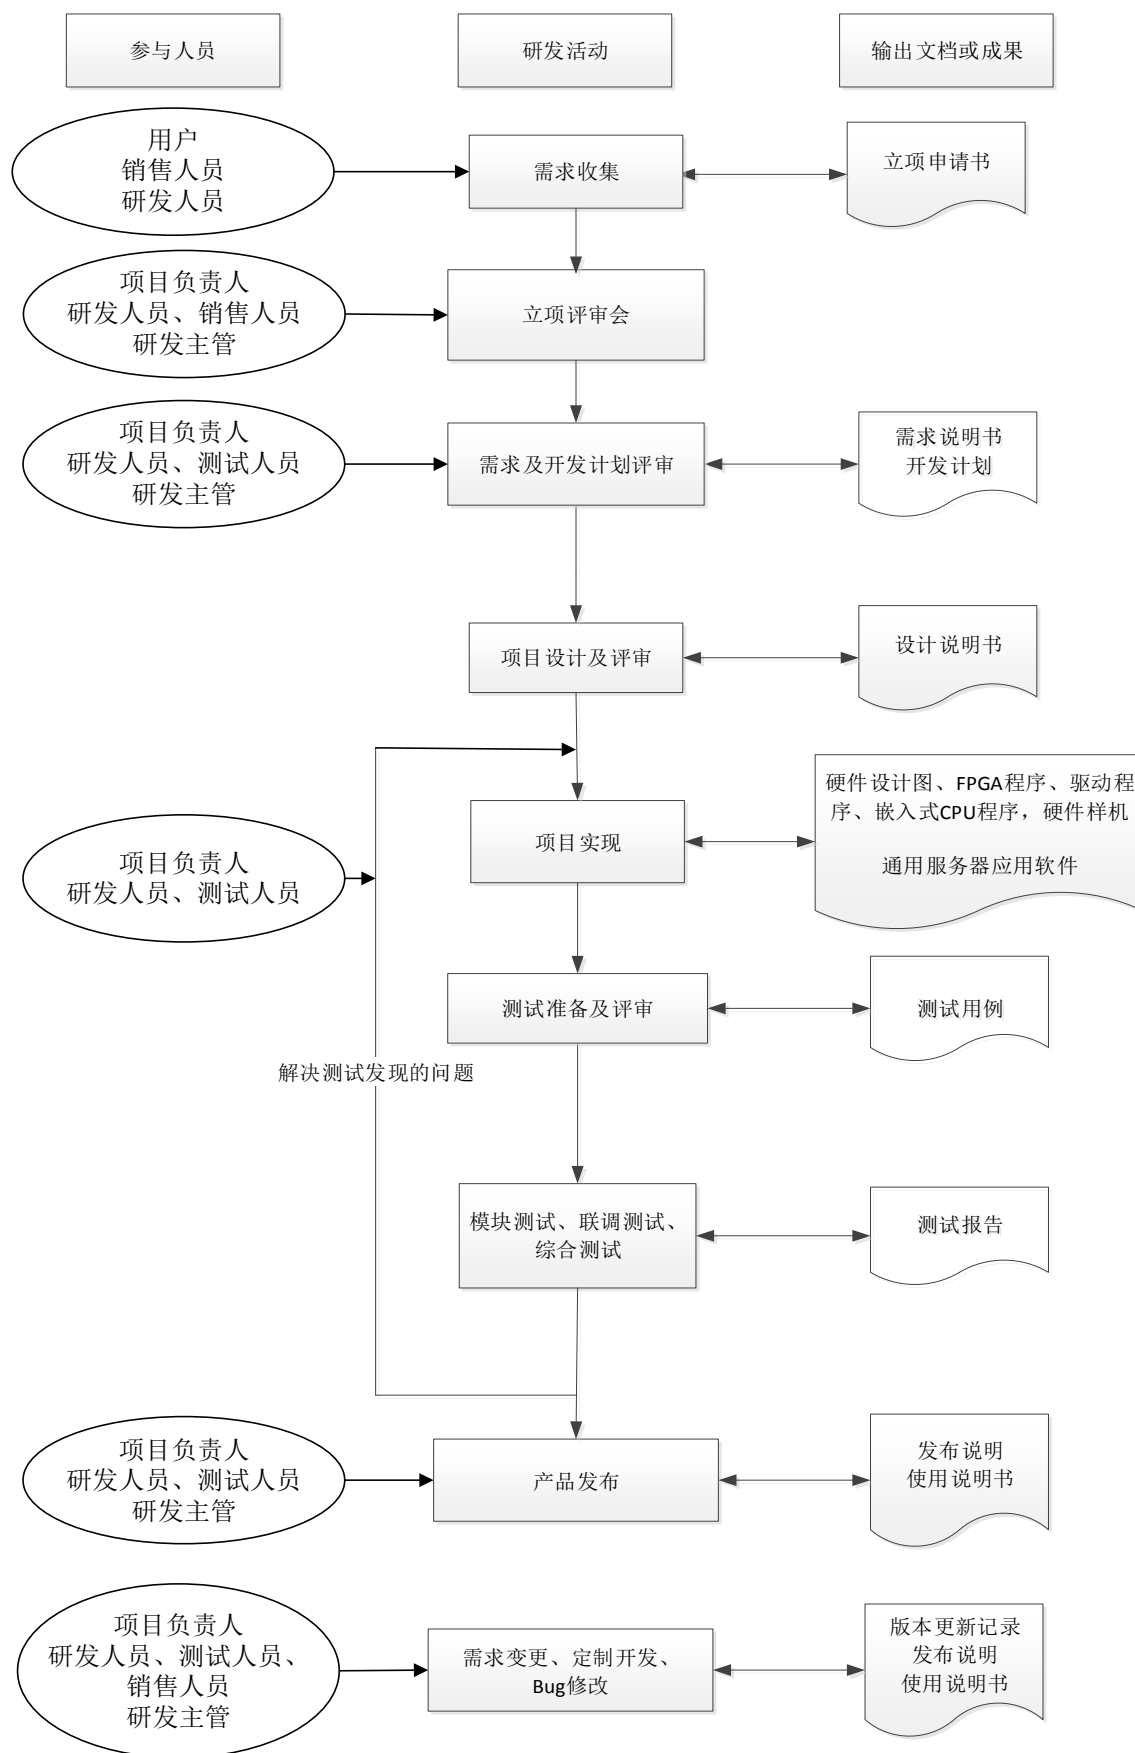 参与人员
研发活动
输出文档或成果
用户
销售人员
研发人员
需求收集
立项申请书
项目负责人
研发人员、销售人员
研发主管
立项评审会
项目负责人
研发人员、测试人员
研发主管
需求及开发计划评审
需求说明书
开发计划
项目设计及评审
设计说明书
项目负责人
研发人员、测试人员
项目实现
硬件设计图、FPGA程序、驱动程
序、嵌入式CPU程序，硬件样机
通用服务器应用软件
测试准备及评审
测试用例
解决测试发现的问题
模块测试、联调测试、
综合测试
测试报告
项目负责人
研发人员、测试人员
研发主管
产品发布
发布说明
使用说明书
项目负责人
研发人员、测试人员、
销售人员
研发主管
需求变更、定制开发、
Bug修改
版本更新记录
发布说明
使用说明书